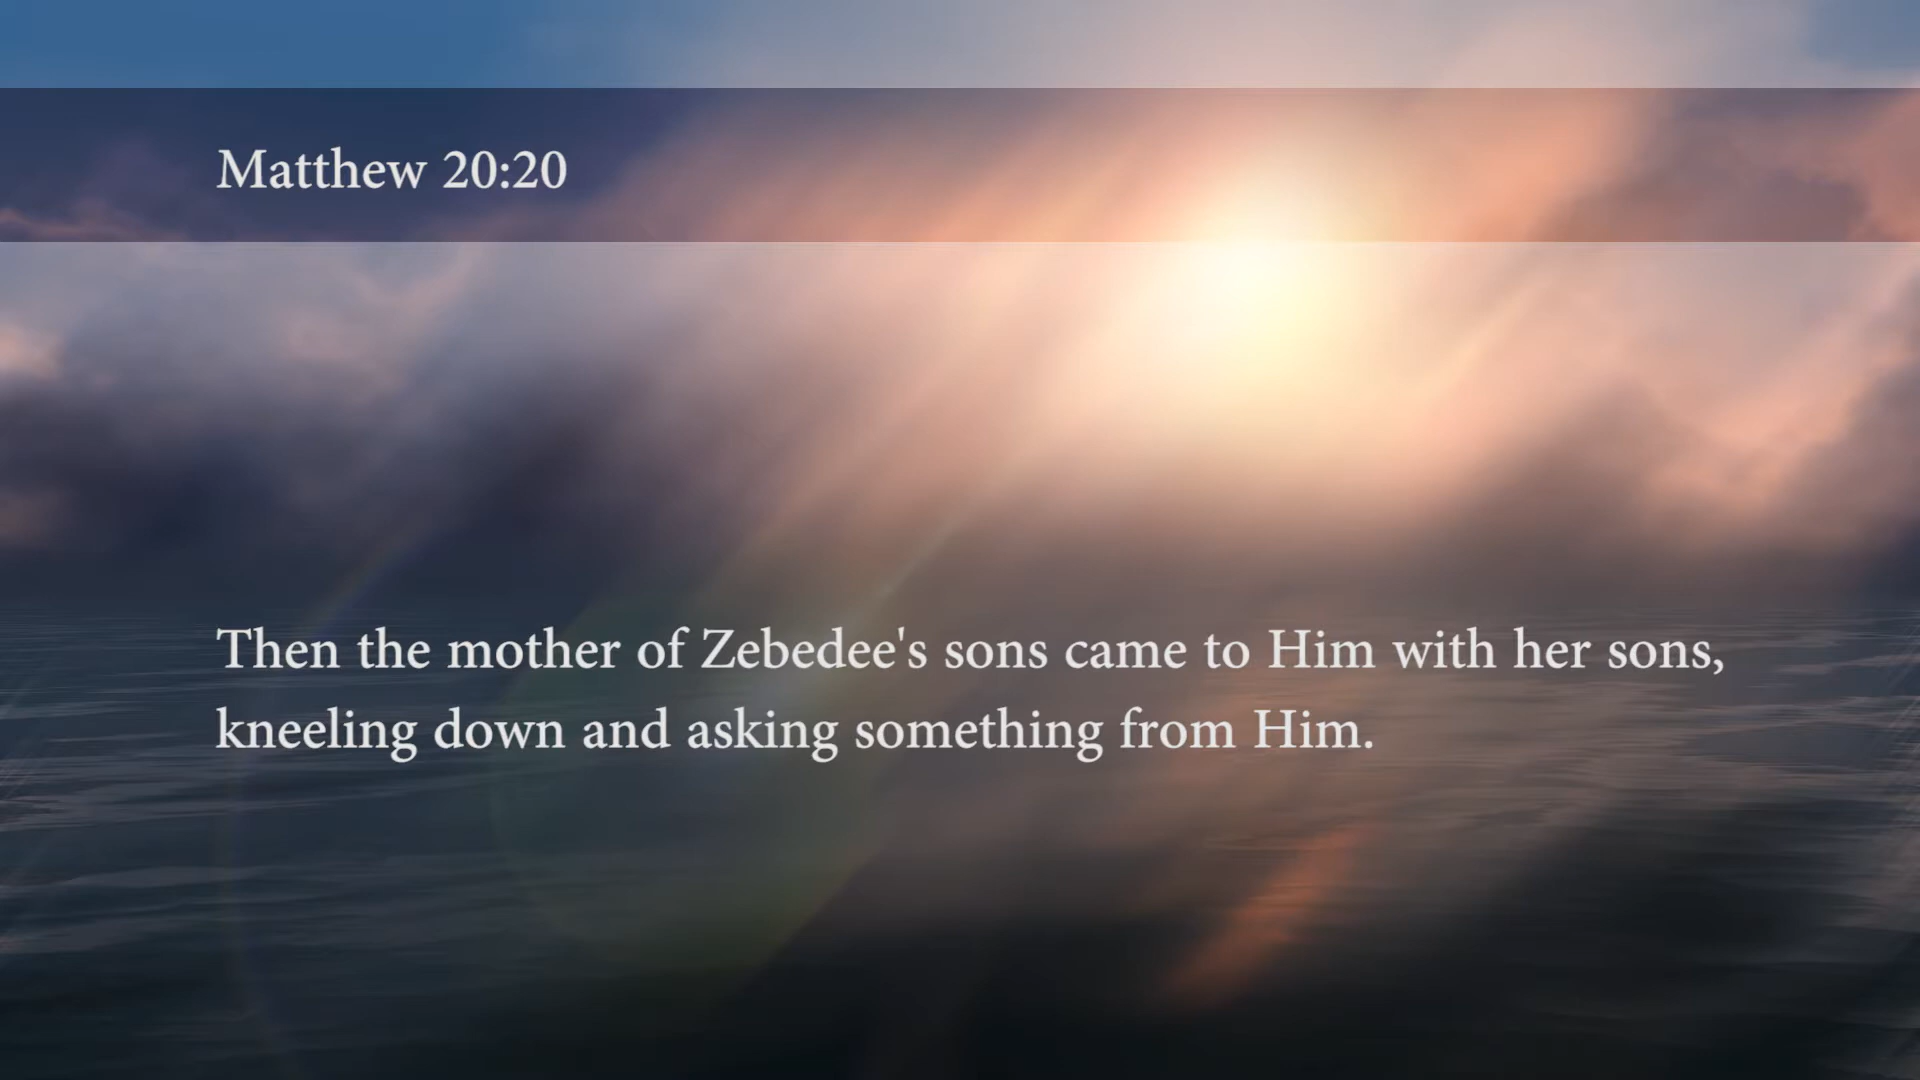 Matthew 20:20
Then the mother of Zebedee's sons came to Him with her sons,
kneeling down and asking something from Him.